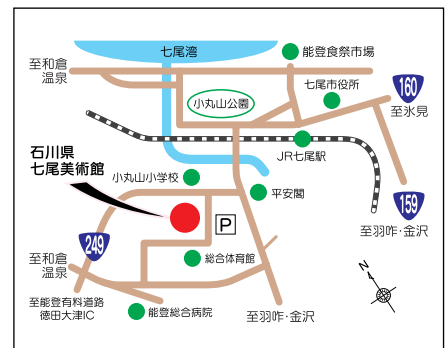 七尾湾
能登食祭市場
至和倉
温泉
七尾市役所
160
小丸山公園
至氷見
石川県
七尾美術館
JR七尾駅
小丸山小学校
平安閣
159
P
249
至羽咋·金沢
至和倉
温泉
総合体育館
N
至能登有料道路
徳田大津IC
能登総合病院
至羽咋·金沢